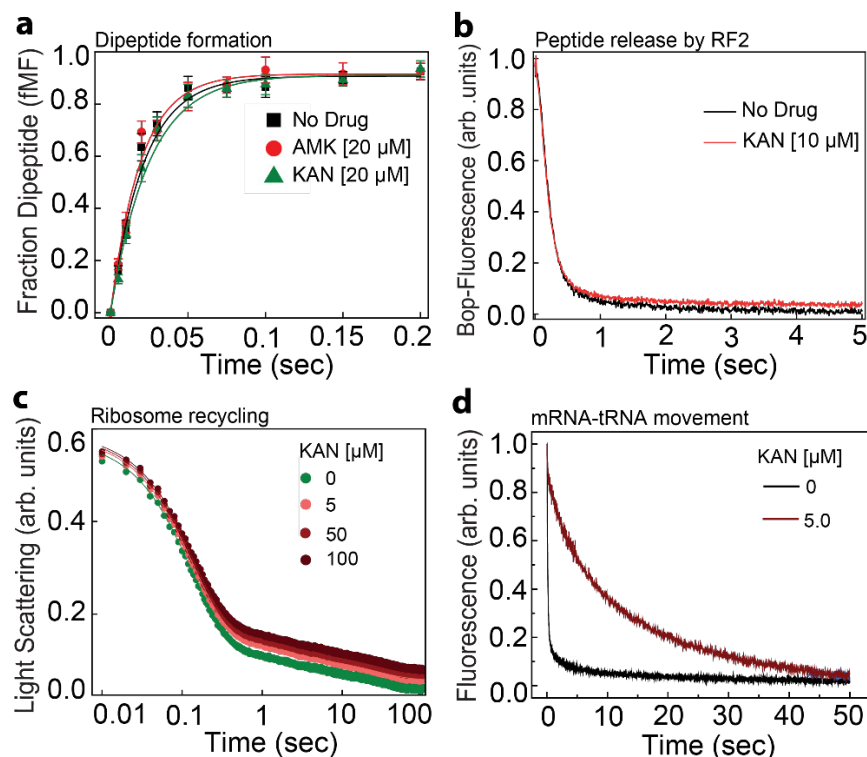 a
Dipeptide formation
Fraction Dipeptide (fMF)
1.0
0.8
0.6
0.4
0.2
0.0
No Drug
AMK [20 µM]
KAN [20 µM]
0 0.05 0.1 0.15 0.2
Time (sec)
b
Peptide release by RF2
Bop-Fluorescence (arb .units)
1.0
0.8
0.6
0.4
0.2
0.0
No Drug
KAN [10 µM]
0 1 2 3 4 5
Time (sec)
c
Ribosome recycling
Light Scattering (arb. units)
0.6
0.4
0.2
0.0
KAN [µM]
0
5
50
100
0.01 0.1 1 10 100
Time (sec)
d
mRNA-tRNA movement
Fluorescence (arb. units)
1.0
0.8
0.6
0.4
0.2
0.0
KAN [µM]
0
5.0
0 10 20 30 40 50
Time (sec)